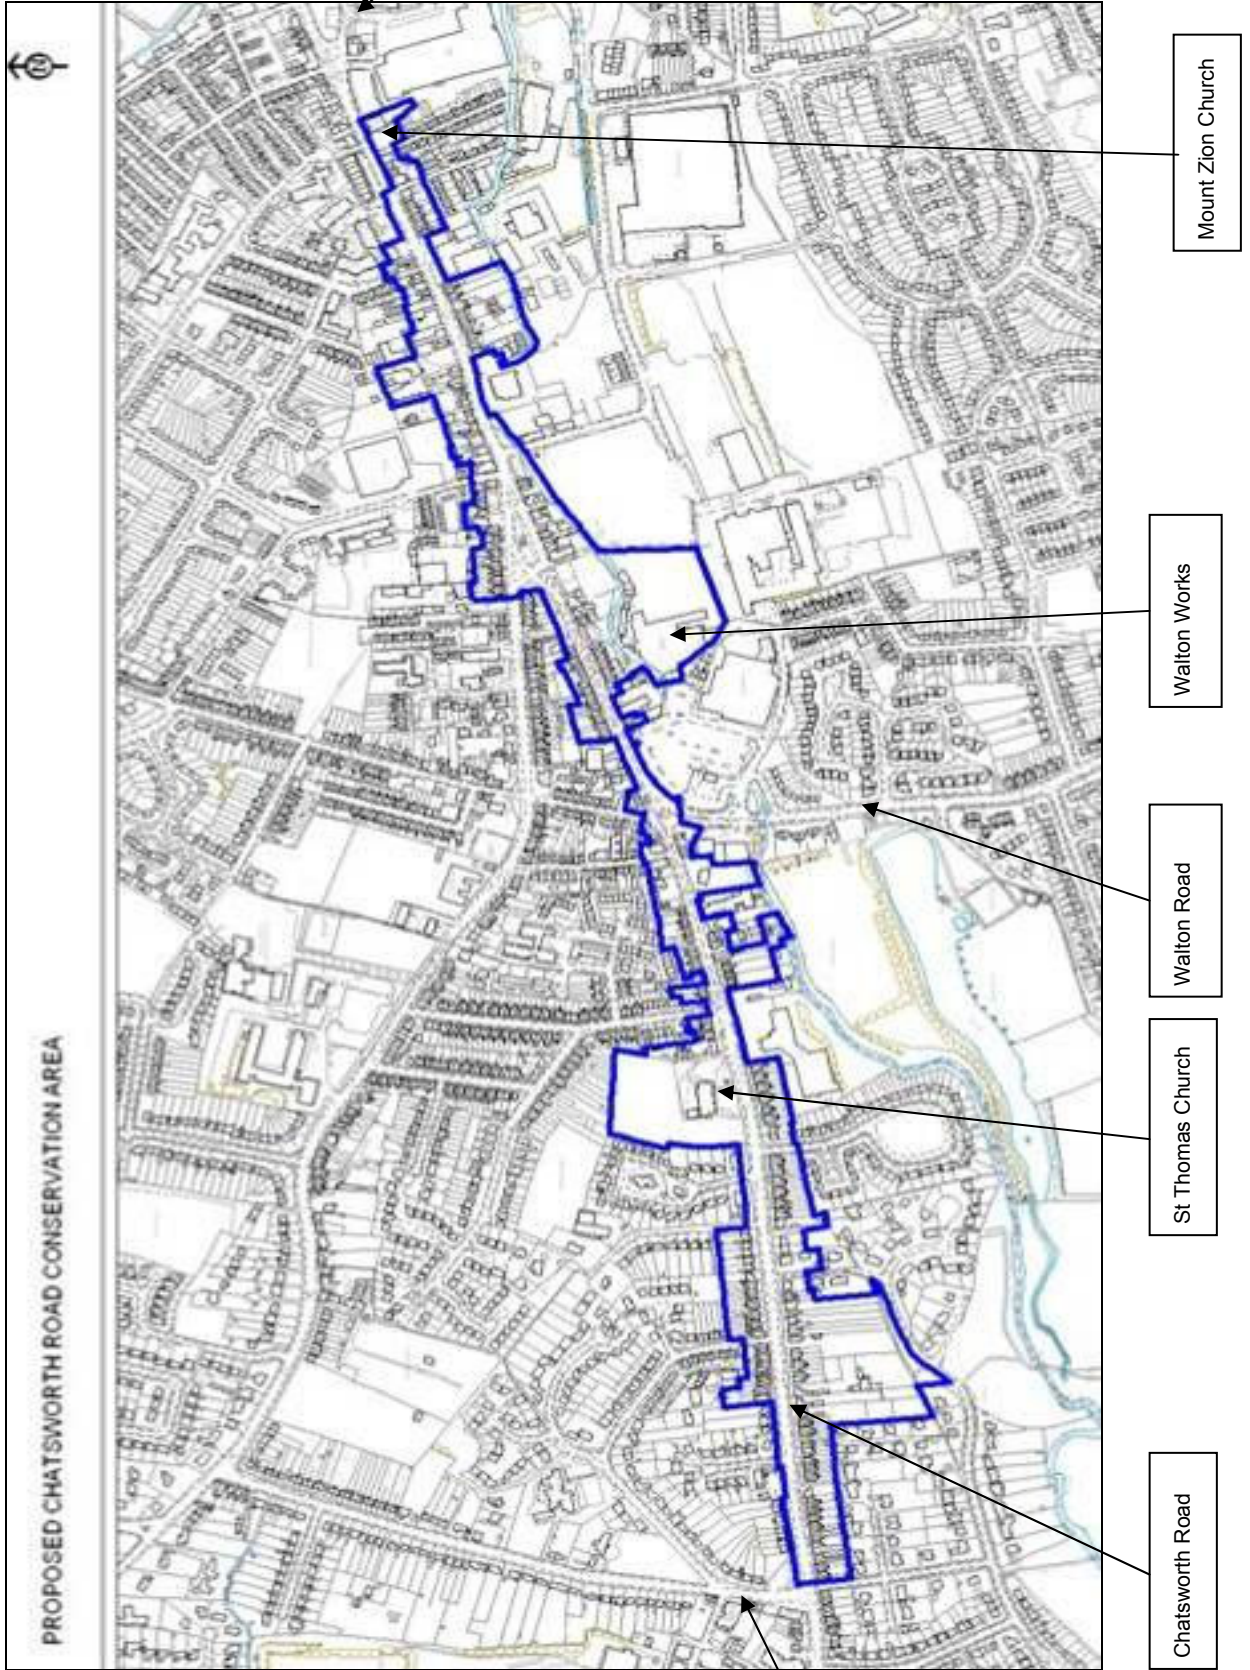 PROPOSED CHATSWORTH ROAD CONSERVATION AREA
N
Chatsworth Road
St Thomas Church
Walton Road
Walton Works
Mount Zion Church